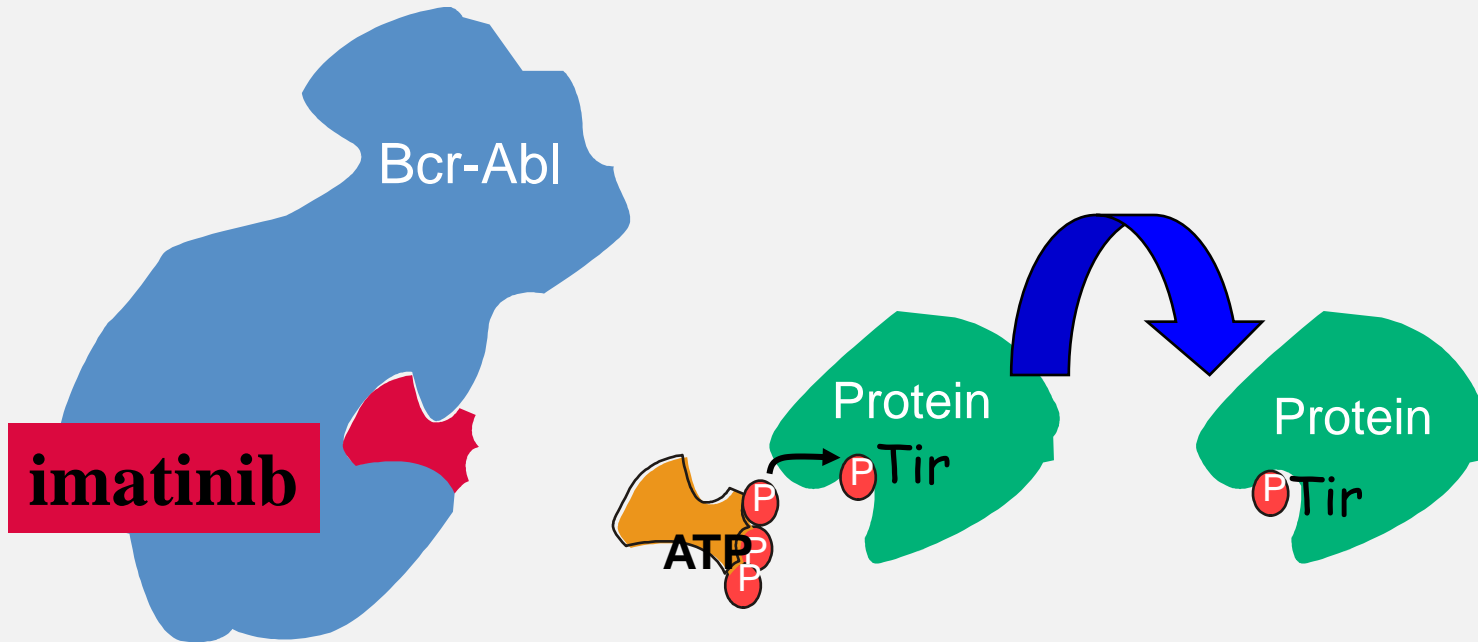 Bcr-Abl
imatinib
Protein
P Tir
P
ATP P
P
Protein
P Tir